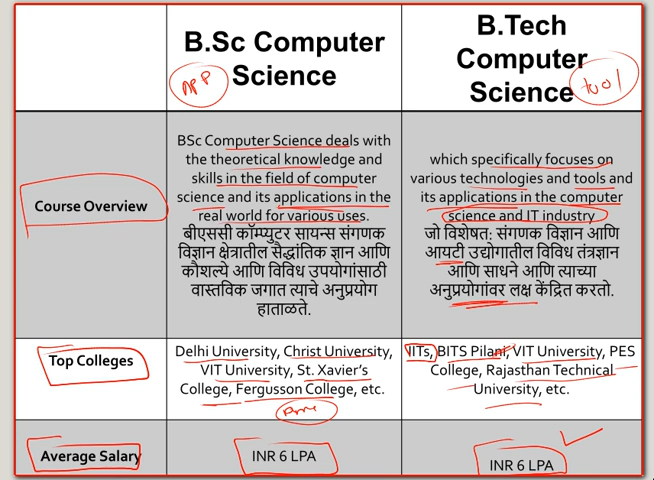 B.Sc Computer
Science
B.Tech
Computer
Science
app
tool
Course Overview
BSc Computer Science deals with
the theoretical knowledge and
skills in the field of computer
science and its applications in the
real world for various uses.
बीएससी कॉम्प्युटर सायन्स संगणक
विज्ञान क्षेत्रातील सैद्धांतिक ज्ञान आणि
कौशल्ये आणि विविध उपयोगांसाठी
वास्तविक जगात त्याचे अनुप्रयोग
हाताळते.
which specifically focuses on
various technologies and tools and
its applications in the computer
science and IT industry
जो विशेषत: संगणक विज्ञान आणि
आयटी उद्योगातील विविध तंत्रज्ञान
आणि साधने आणि त्याच्या
अनुप्रयोगांवर लक्ष केंद्रित करतो.
Top Colleges
Delhi University, Christ University,
VIT University, St. Xavier's
College, Fergusson College, etc.
IITs, BITS Pilani, VIT University, PES
College, Rajasthan Technical
University, etc.
Average Salary
INR 6 LPA
INR 6 LPA